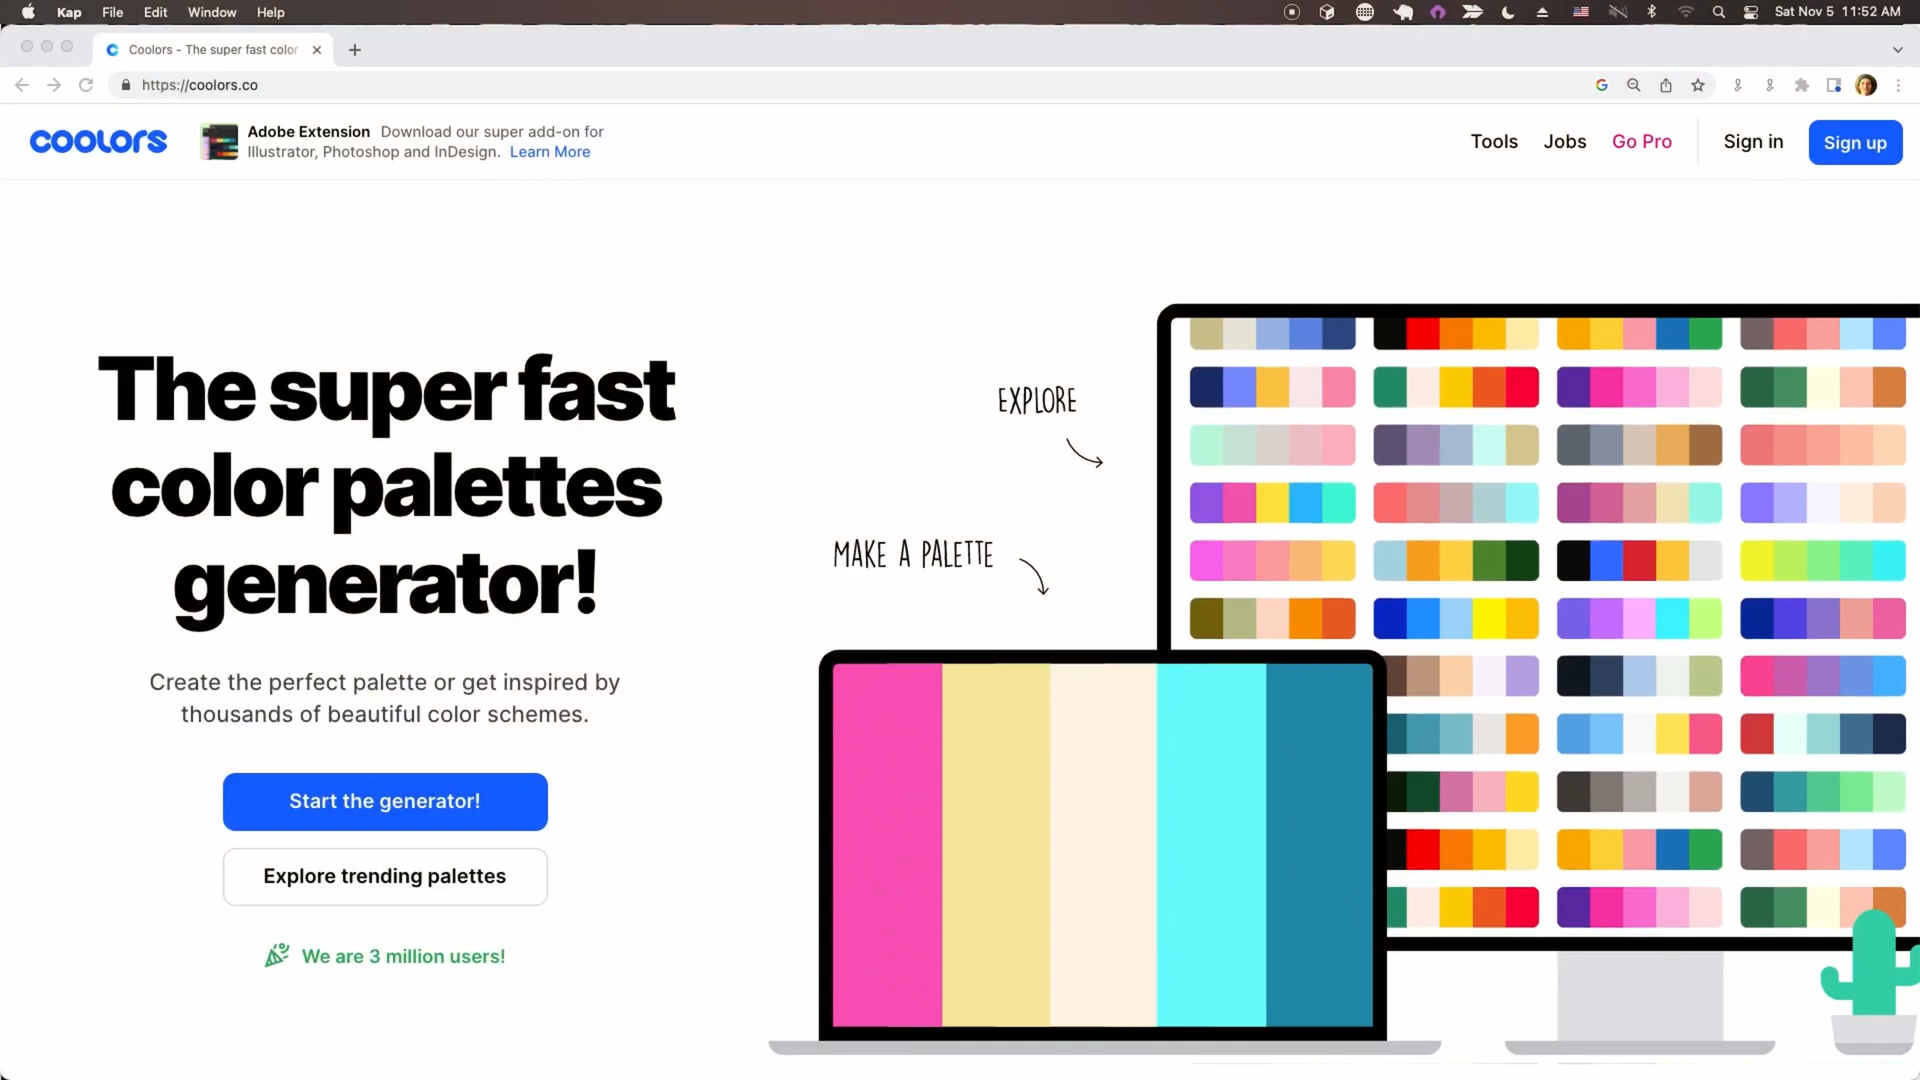 Kap File Edit Window Help
Sat Nov 5 11:52 AM
Coolors - The super fast color
https://coolors.co
coolors
Adobe Extension Download our super add-on for
Illustrator, Photoshop and InDesign. Learn More
Tools Jobs Go Pro Sign in Sign up
The super fast
color palettes
generator!
Create the perfect palette or get inspired by
thousands of beautiful color schemes.
Start the generator!
Explore trending palettes
We are 3 million users!
EXPLORE
MAKE A PALETTE